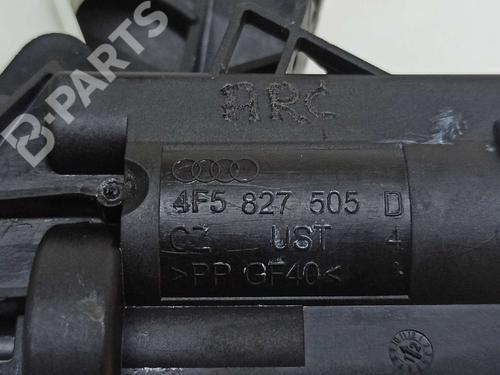 B-PARTS
ARC
4F5 827 505 D
CZ UST 4
>PP GF40<